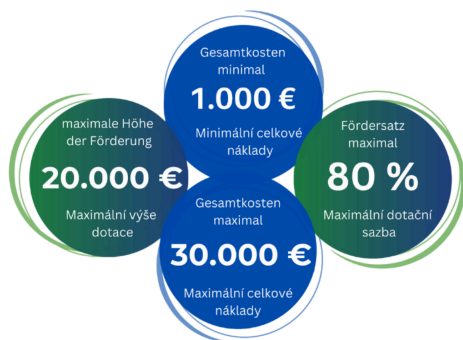 Gesamtkosten
minimal
1.000 €
Minimální celkové
náklady
maximale Höhe
der Förderung
20.000 €
Maximální výše
dotace
Fördersatz
maximal
80 %
Maximální dotační
sazba
Gesamtkosten
maximal
30.000 €
Maximální celkové
náklady